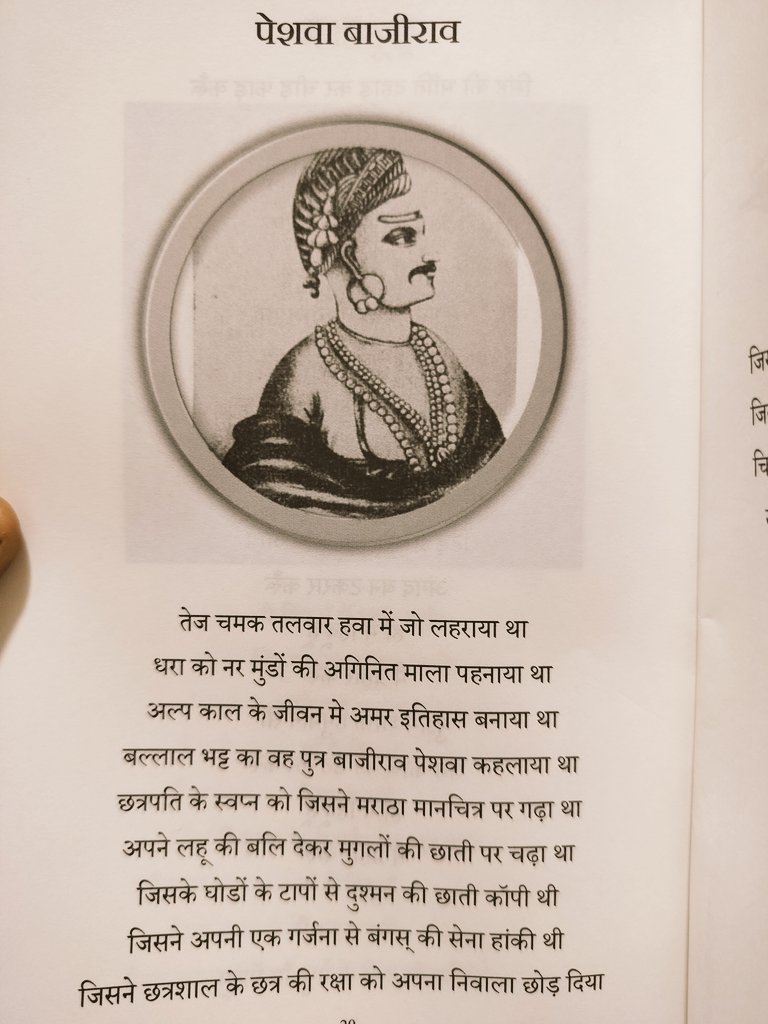 पेशवा बाजीराव
तेज चमक तलवार हवा में जो लहराया था
धरा को नर मुंडों की अगिनित माला पहनाया था
अल्प काल के जीवन मे अमर इतिहास बनाया था
बल्लाल भट्ट का वह पुत्र बाजीराव पेशवा कहलाया था
छत्रपति के स्वप्न को जिसने मराठा मानचित्र पर गढ़ा था
अपने लहू की बलि देकर मुगलों की छाती पर चढ़ा था
जिसके घोडों के टापों से दुश्मन की छाती कॉपी थी
जिसने अपनी एक गर्जना से बंगस् की सेना हांकी थी
जिसने छत्रशाल के छत्र की रक्षा को अपना निवाला छोड़ दिया